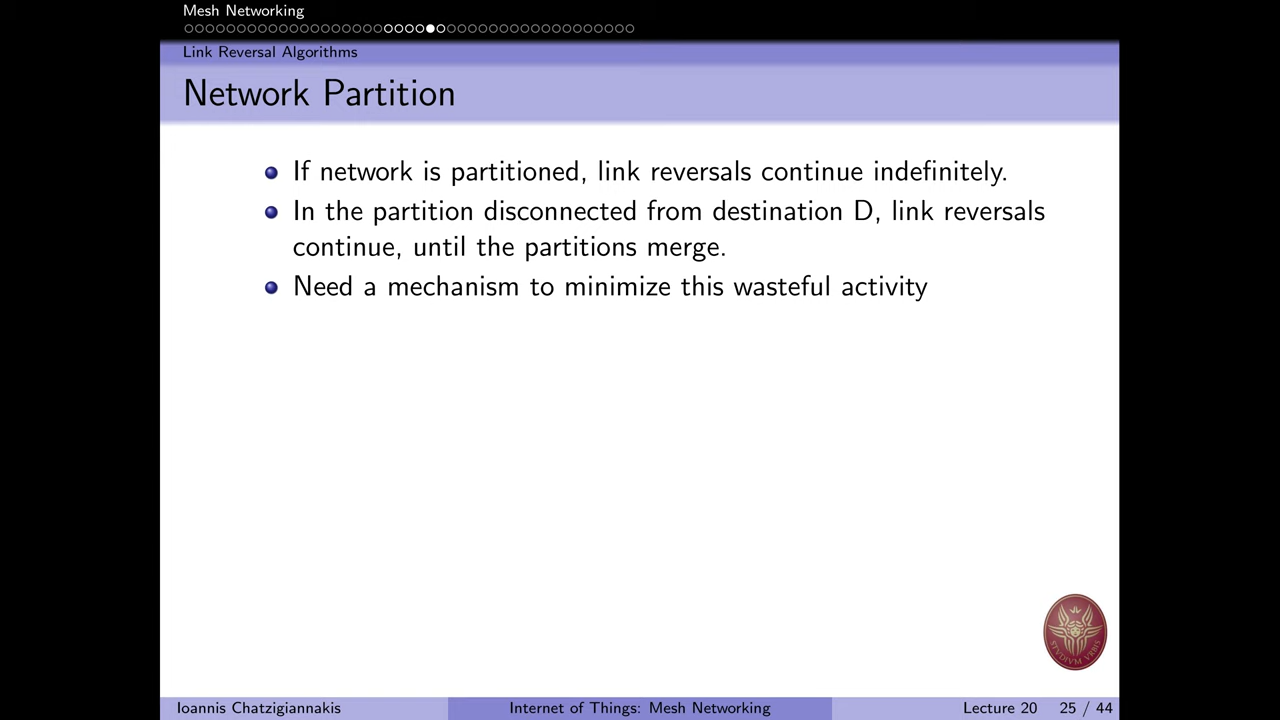 Mesh Networking
Link Reversal Algorithms
Network Partition
If network is partitioned, link reversals continue indefinitely.
In the partition disconnected from destination D, link reversals
continue, until the partitions merge.
Need a mechanism to minimize this wasteful activity
STVDIVM VRBIS
Ioannis Chatzigiannakis
Internet of Things: Mesh Networking
Lecture 20
25 / 44